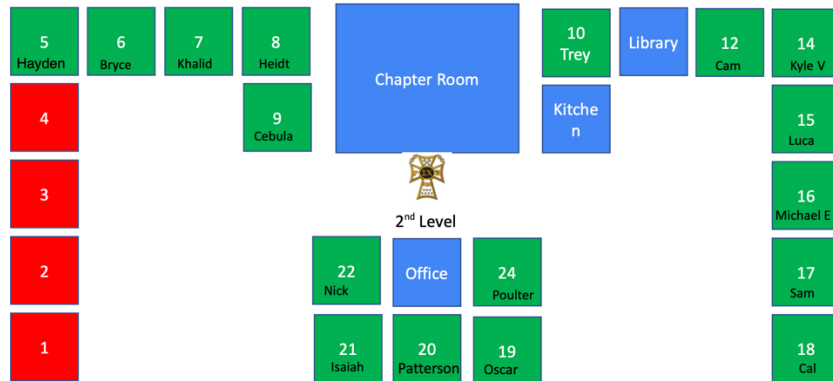 5
Hayden
6
Bryce
7
Khalid
8
Heidt
Chapter Room
10
Trey
Library
12
Cam
14
Kyle V
4
9
Cebula
Kitche
n
15
Luca
3
16
Michael E
2nd Level
2
22
Nick
Office
24
Poulter
17
Sam
1
21
Isaiah
20
Patterson
19
Oscar
18
Cal